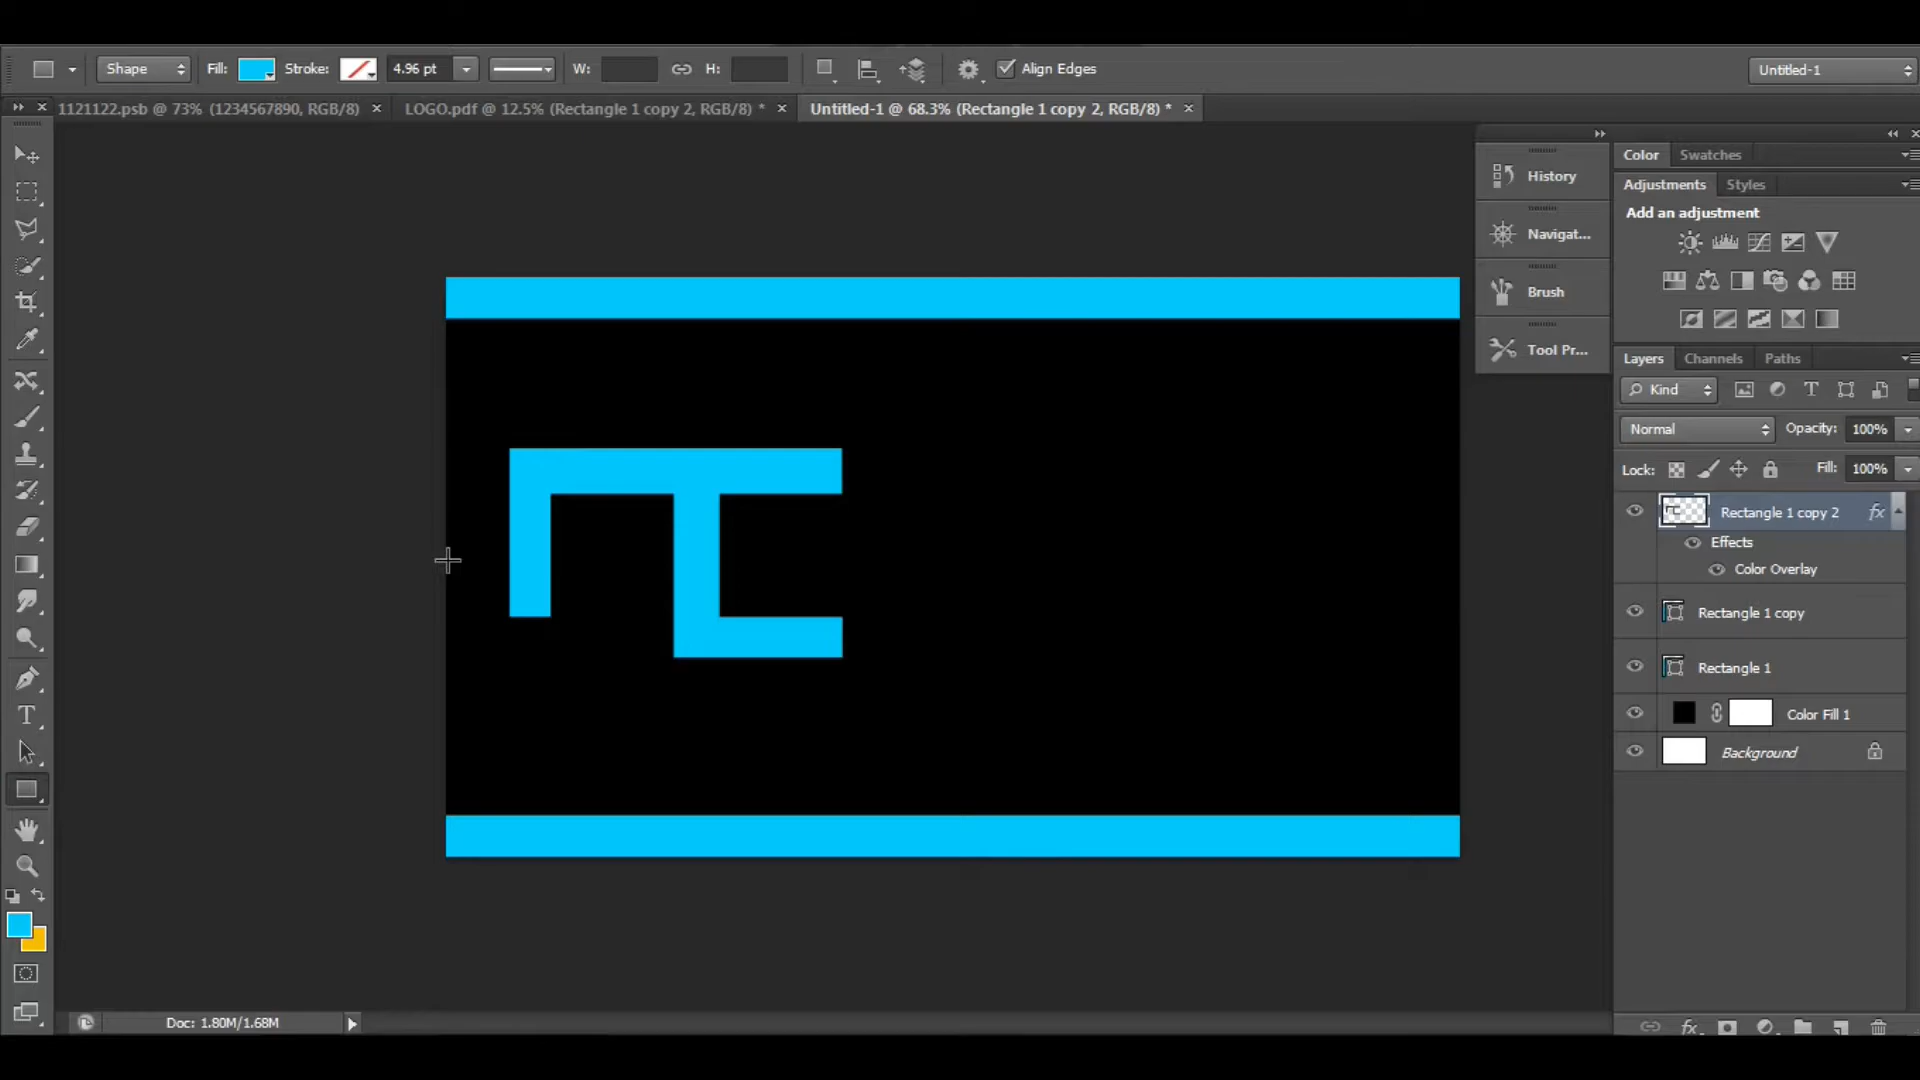 Shape Fill: Stroke: 4.96 pt W: H: Align Edges Untitled-1
1121122.psb @ 73% (1234567890, RGB/8) × LOGO.pdf @ 12.5% (Rectangle 1 copy 2, RGB/8) * × Untitled-1 @ 68.3% (Rectangle 1 copy 2, RGB/8) * ×
Color Swatches
History
Adjustments Styles
Add an adjustment
Navigat...
Brush
Tool Pr...
Layers Channels Paths
Kind
Normal Opacity: 100%
Lock: Fill: 100%
Rectangle 1 copy 2 fx
Effects
Color Overlay
Rectangle 1 copy
Rectangle 1
Color Fill 1
Background
Doc: 1.80M/1.68M
fx